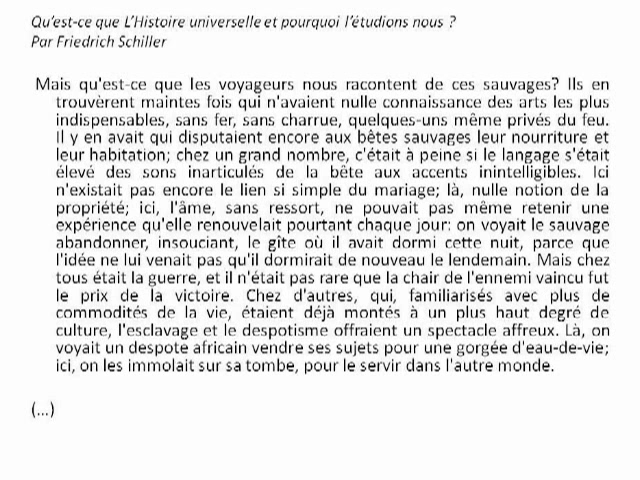 Qu'est-ce que L'Histoire universelle et pourquoi l'étudions nous ?
Par Friedrich Schiller
Mais qu'est-ce que les voyageurs nous racontent de ces sauvages? Ils en
trouvèrent maintes fois qui n'avaient nulle connaissance des arts les plus
indispensables, sans fer, sans charrue, quelques-uns même privés du feu.
Il y en avait qui disputaient encore aux bêtes sauvages leur nourriture et
leur habitation; chez un grand nombre, c'était à peine si le langage s'était
élevé des sons inarticulés de la bête aux accents inintelligibles. Ici
n'existait pas encore le lien si simple du mariage; là, nulle notion de la
propriété; ici, l'âme, sans ressort, ne pouvait pas même retenir une
expérience qu'elle renouvelait pourtant chaque jour: on voyait le sauvage
abandonner, insouciant, le gîte où il avait dormi cette nuit, parce que
l'idée ne lui venait pas qu'il dormirait de nouveau le lendemain. Mais chez
tous était la guerre, et il n'était pas rare que la chair de l'ennemi vaincu fut
le prix de la victoire. Chez d'autres, qui, familiarisés avec plus de
commodités de la vie, étaient déjà montés à un plus haut degré de
culture, l'esclavage et le despotisme offraient un spectacle affreux. Là, on
voyait un despote africain vendre ses sujets pour une gorgée d'eau-de-vie;
ici, on les immolait sur sa tombe, pour le servir dans l'autre monde.
(...)